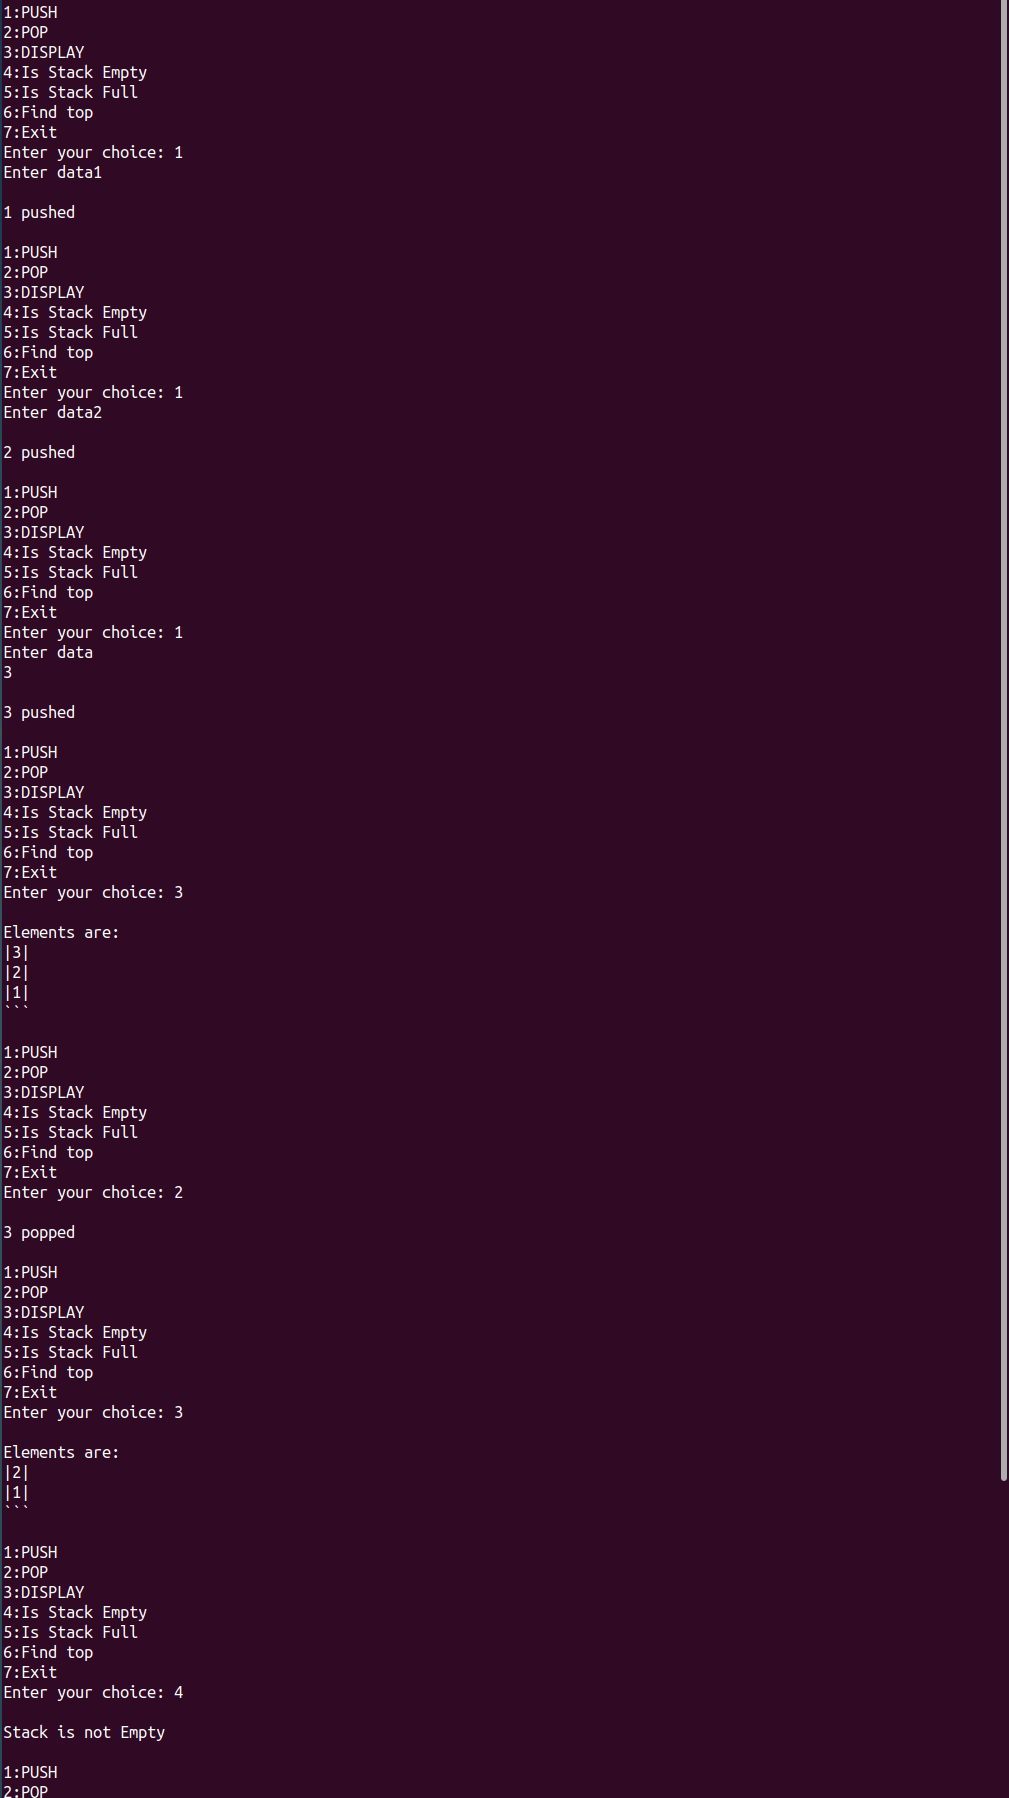 1:PUSH
2:POP
3:DISPLAY
4:Is Stack Empty
5:Is Stack Full
6:Find top
7:Exit
Enter your choice: 1
Enter data1
1 pushed
1:PUSH
2:POP
3:DISPLAY
4:Is Stack Empty
5:Is Stack Full
6:Find top
7:Exit
Enter your choice: 1
Enter data2
2 pushed
1:PUSH
2:POP
3:DISPLAY
4:Is Stack Empty
5:Is Stack Full
6:Find top
7:Exit
Enter your choice: 1
Enter data
3
3 pushed
1:PUSH
2:POP
3:DISPLAY
4:Is Stack Empty
5:Is Stack Full
6:Find top
7:Exit
Enter your choice: 3
Elements are:
|3|
|2|
|1|
```
1:PUSH
2:POP
3:DISPLAY
4:Is Stack Empty
5:Is Stack Full
6:Find top
7:Exit
Enter your choice: 2
3 popped
1:PUSH
2:POP
3:DISPLAY
4:Is Stack Empty
5:Is Stack Full
6:Find top
7:Exit
Enter your choice: 3
Elements are:
|2|
|1|
```
1:PUSH
2:POP
3:DISPLAY
4:Is Stack Empty
5:Is Stack Full
6:Find top
7:Exit
Enter your choice: 4
Stack is not Empty
1:PUSH
2:POP